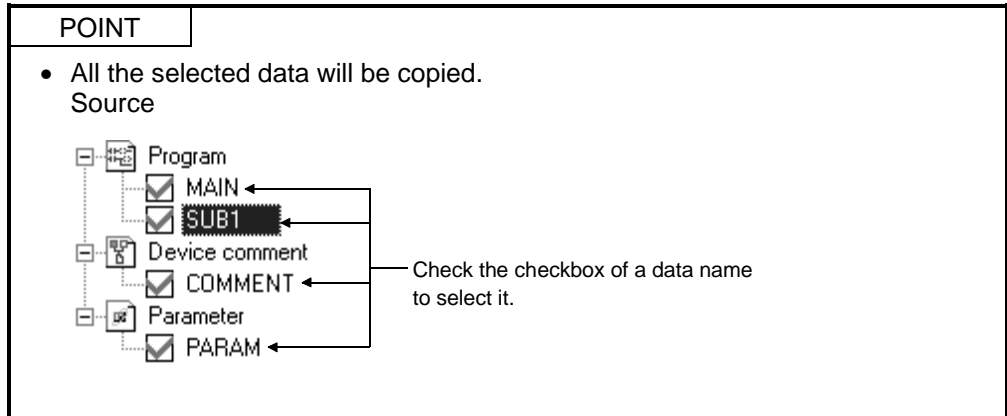 POINT
• All the selected data will be copied.
Source
Program
MAIN
SUB1
Device comment
COMMENT
Parameter
PARAM
Check the checkbox of a data name
to select it.